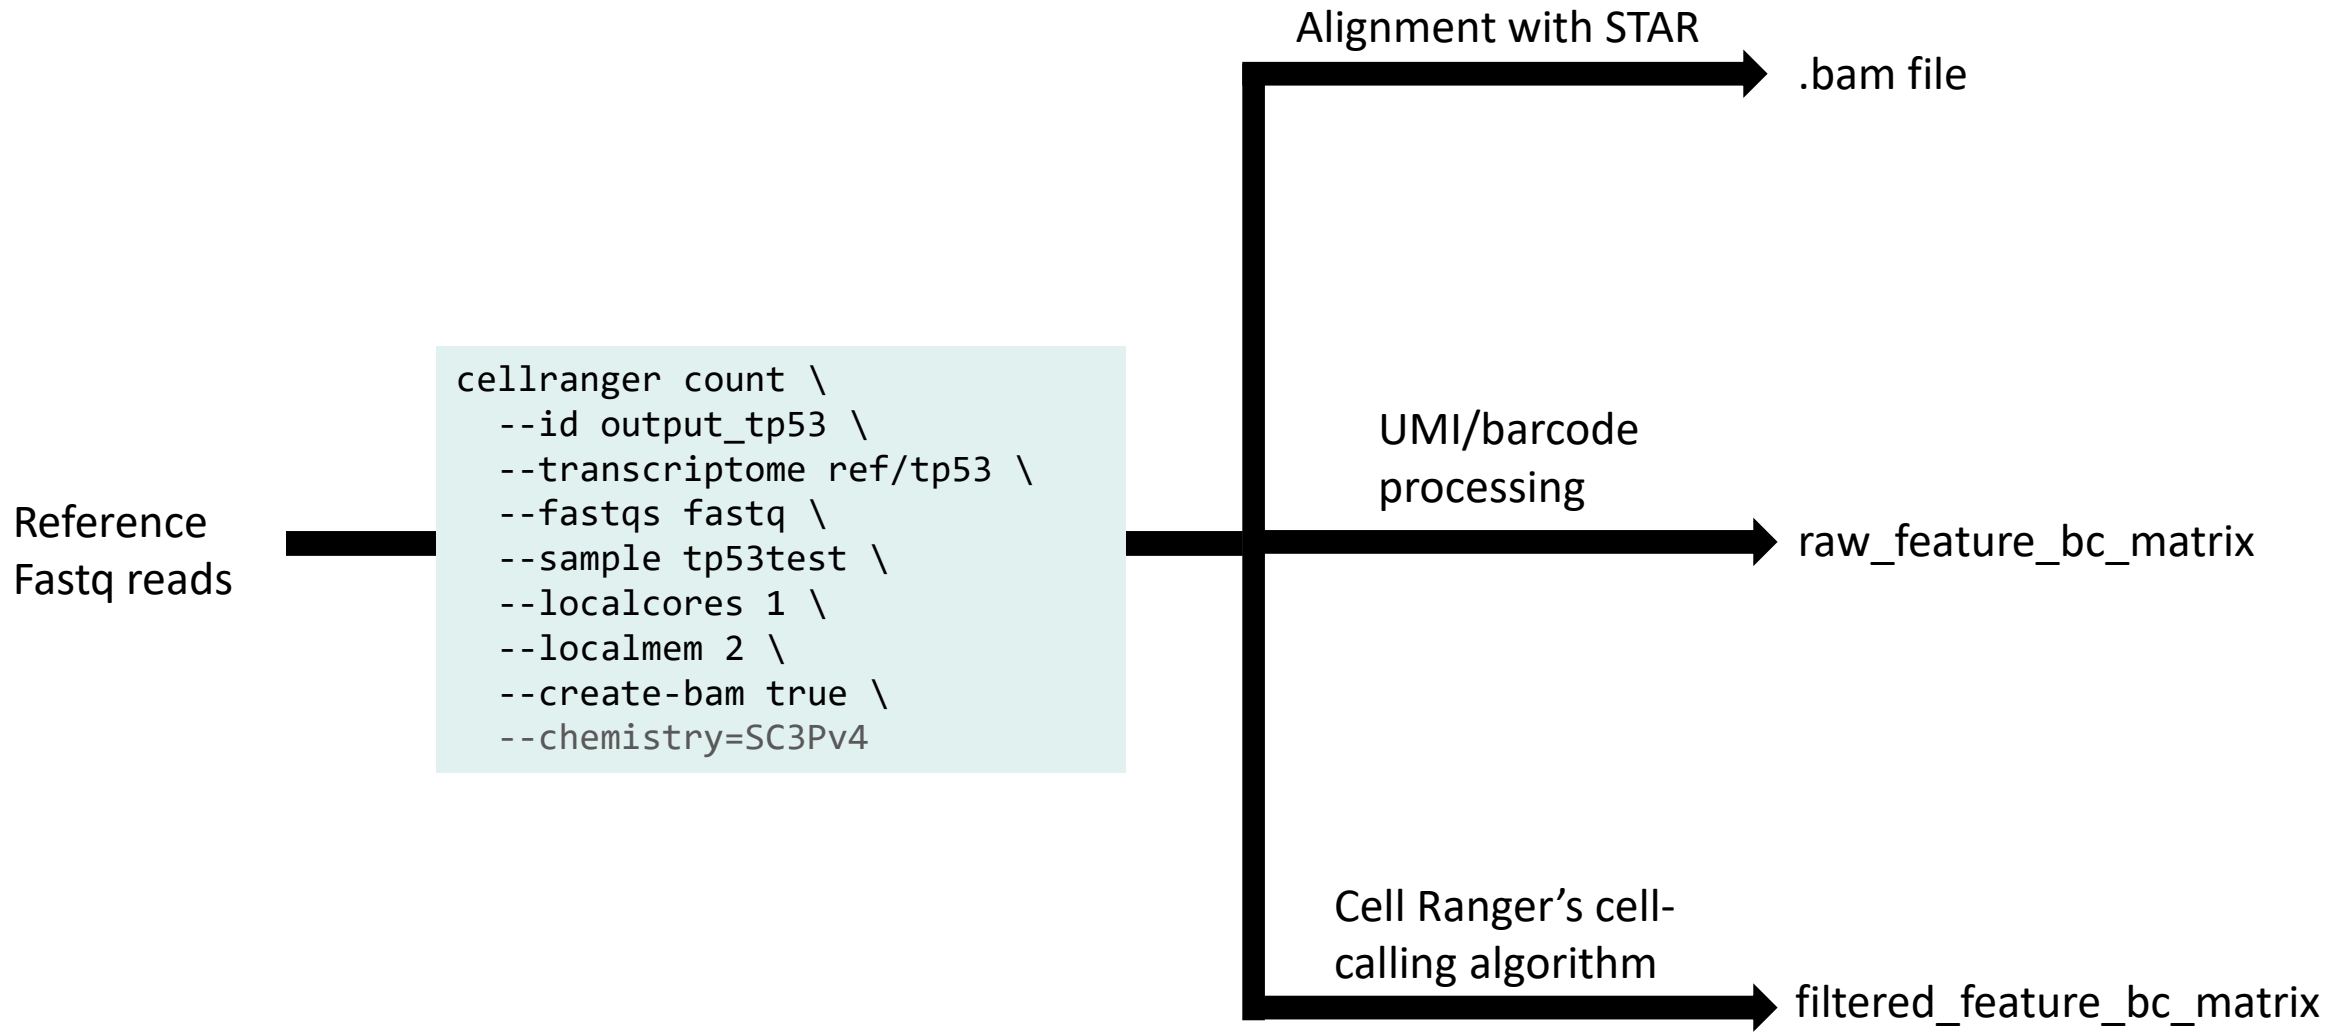 Reference
Fastq reads
cellranger count \
--id output_tp53 \
--transcriptome ref/tp53 \
--fastqs fastq \
--sample tp53test \
--localcores 1 \
--localmem 2 \
--create-bam true \
--chemistry=SC3Pv4
Alignment with STAR
.bam file
UMI/barcode
processing
raw_feature_bc_matrix
Cell Ranger’s cell-
calling algorithm
filtered_feature_bc_matrix